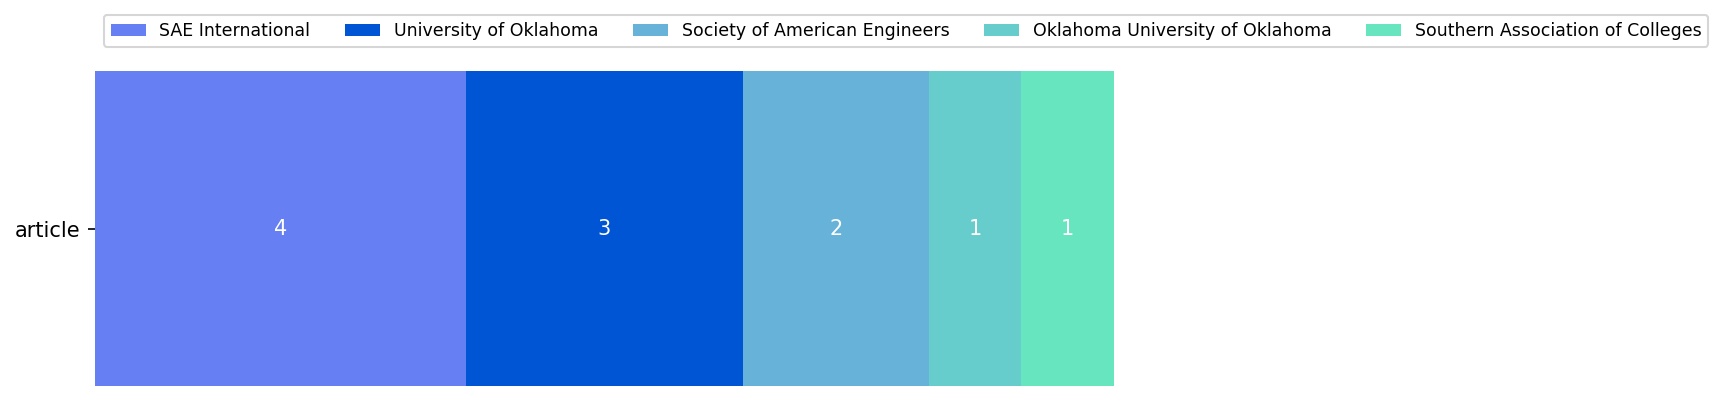 SAE International University of Oklahoma Society of American Engineers Oklahoma University of Oklahoma Southern Association of Colleges
article 4 3 2 1 1